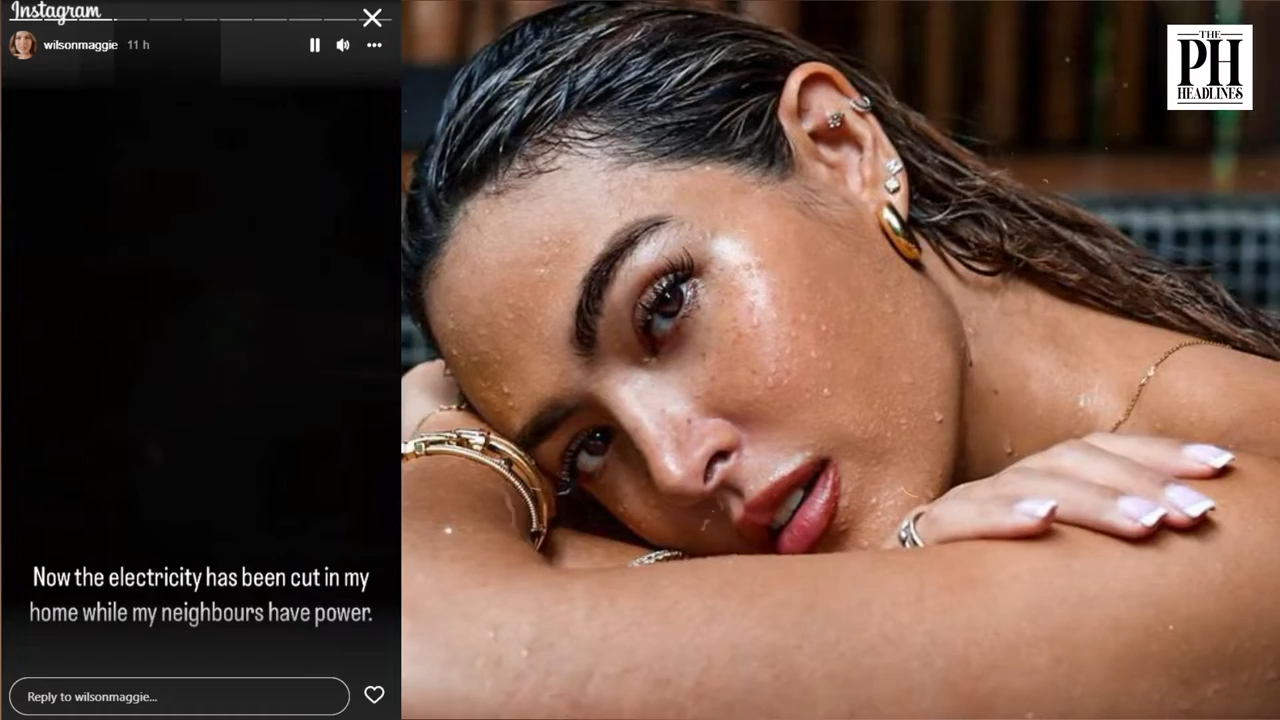 Instagram
wilsonmaggie 11 h
THE
PH
HEADLINES
Now the electricity has been cut in my
home while my neighbours have power.
Reply to wilsonmaggie...